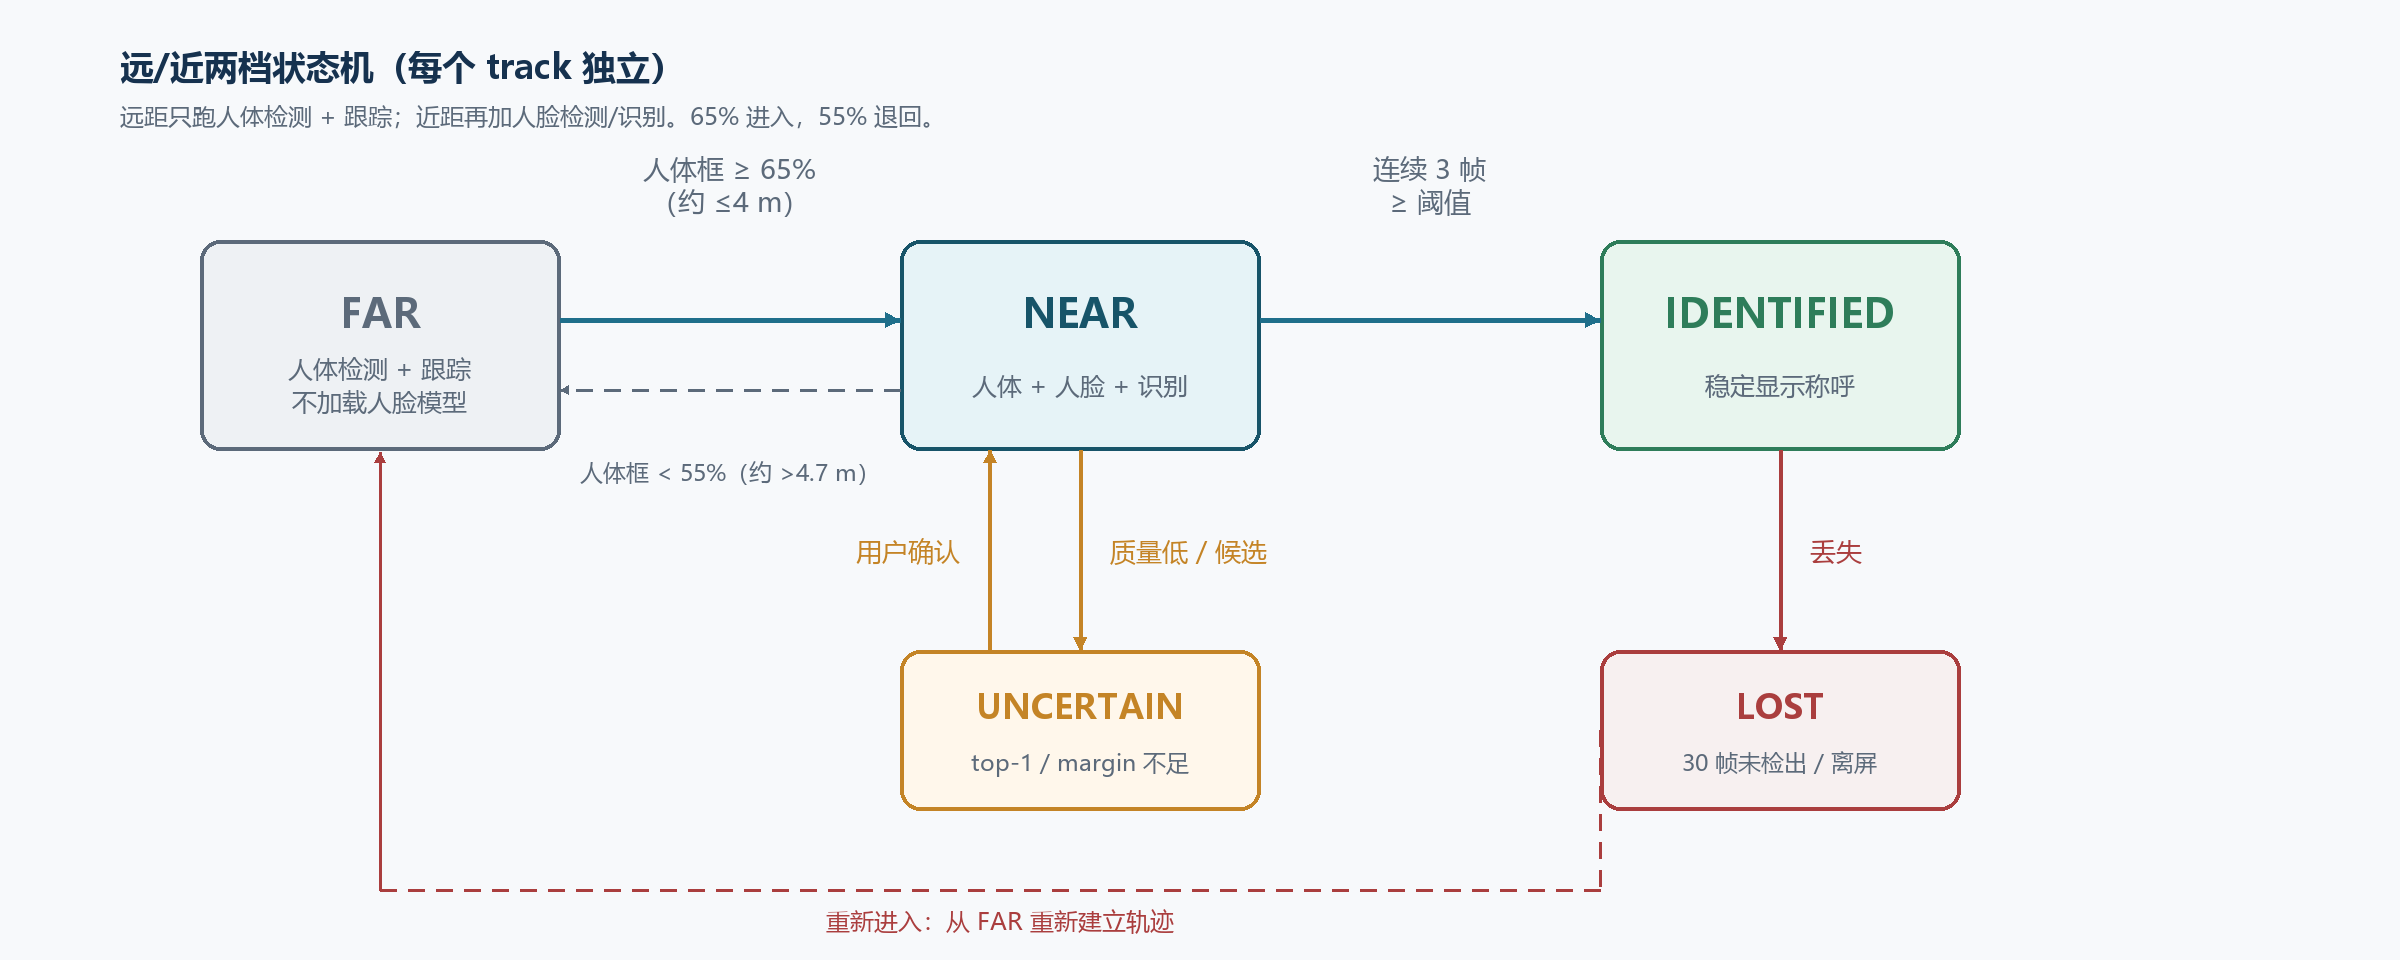 远/近两档状态机（每个 track 独立）
远距只跑人体检测 + 跟踪；近距再加人脸检测/识别。65% 进入，55% 退回。
人体框 ≥ 65%
（约 ≤4 m）
连续 3 帧
≥ 阈值
FAR
人体检测 + 跟踪
不加载人脸模型
NEAR
人体 + 人脸 + 识别
IDENTIFIED
稳定显示称呼
人体框 < 55%（约 >4.7 m）
用户确认
质量低 / 候选
丢失
UNCERTAIN
top-1 / margin 不足
LOST
30 帧未检出 / 离屏
重新进入：从 FAR 重新建立轨迹